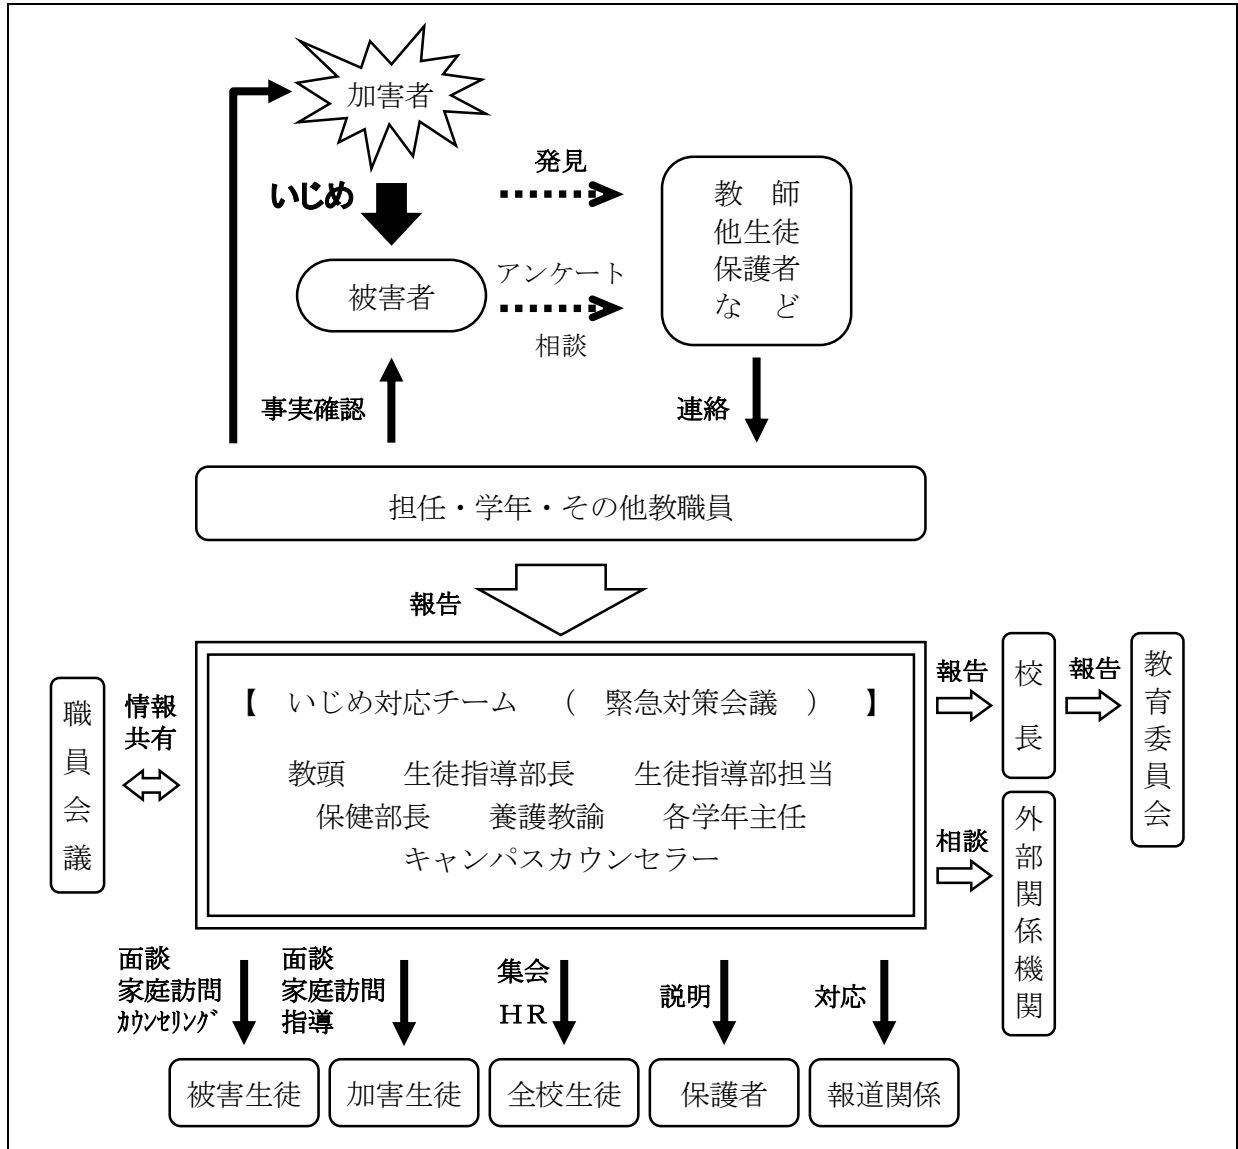 加害者
いじめ
発見
教　師
他生徒
保護者
な　ど
被害者
アンケート
相談
事実確認
連絡
担任・学年・その他教職員
報告
【　いじめ対応チーム　（　緊急対策会議　）　】
教頭　　生徒指導部長　　生徒指導部担当
保健部長　　養護教諭　　各学年主任
キャンパスカウンセラー
職員会議
情報
共有
報告
校長
報告
教育委員会
相談
外部関係機関
面談
家庭訪問
ｶｳﾝｾﾘﾝｸﾞ
面談
家庭訪問
指導
集会
ＨＲ
説明
対応
被害生徒
加害生徒
全校生徒
保護者
報道関係